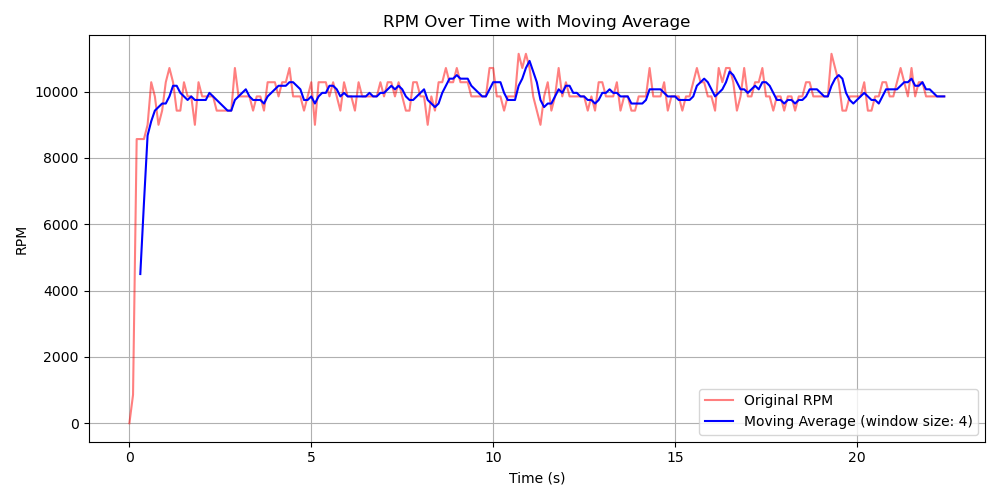 RPM Over Time with Moving Average
RPM
10000
8000
6000
4000
2000
0
0 5 10 15 20
Time (s)
Original RPM
Moving Average (window size: 4)